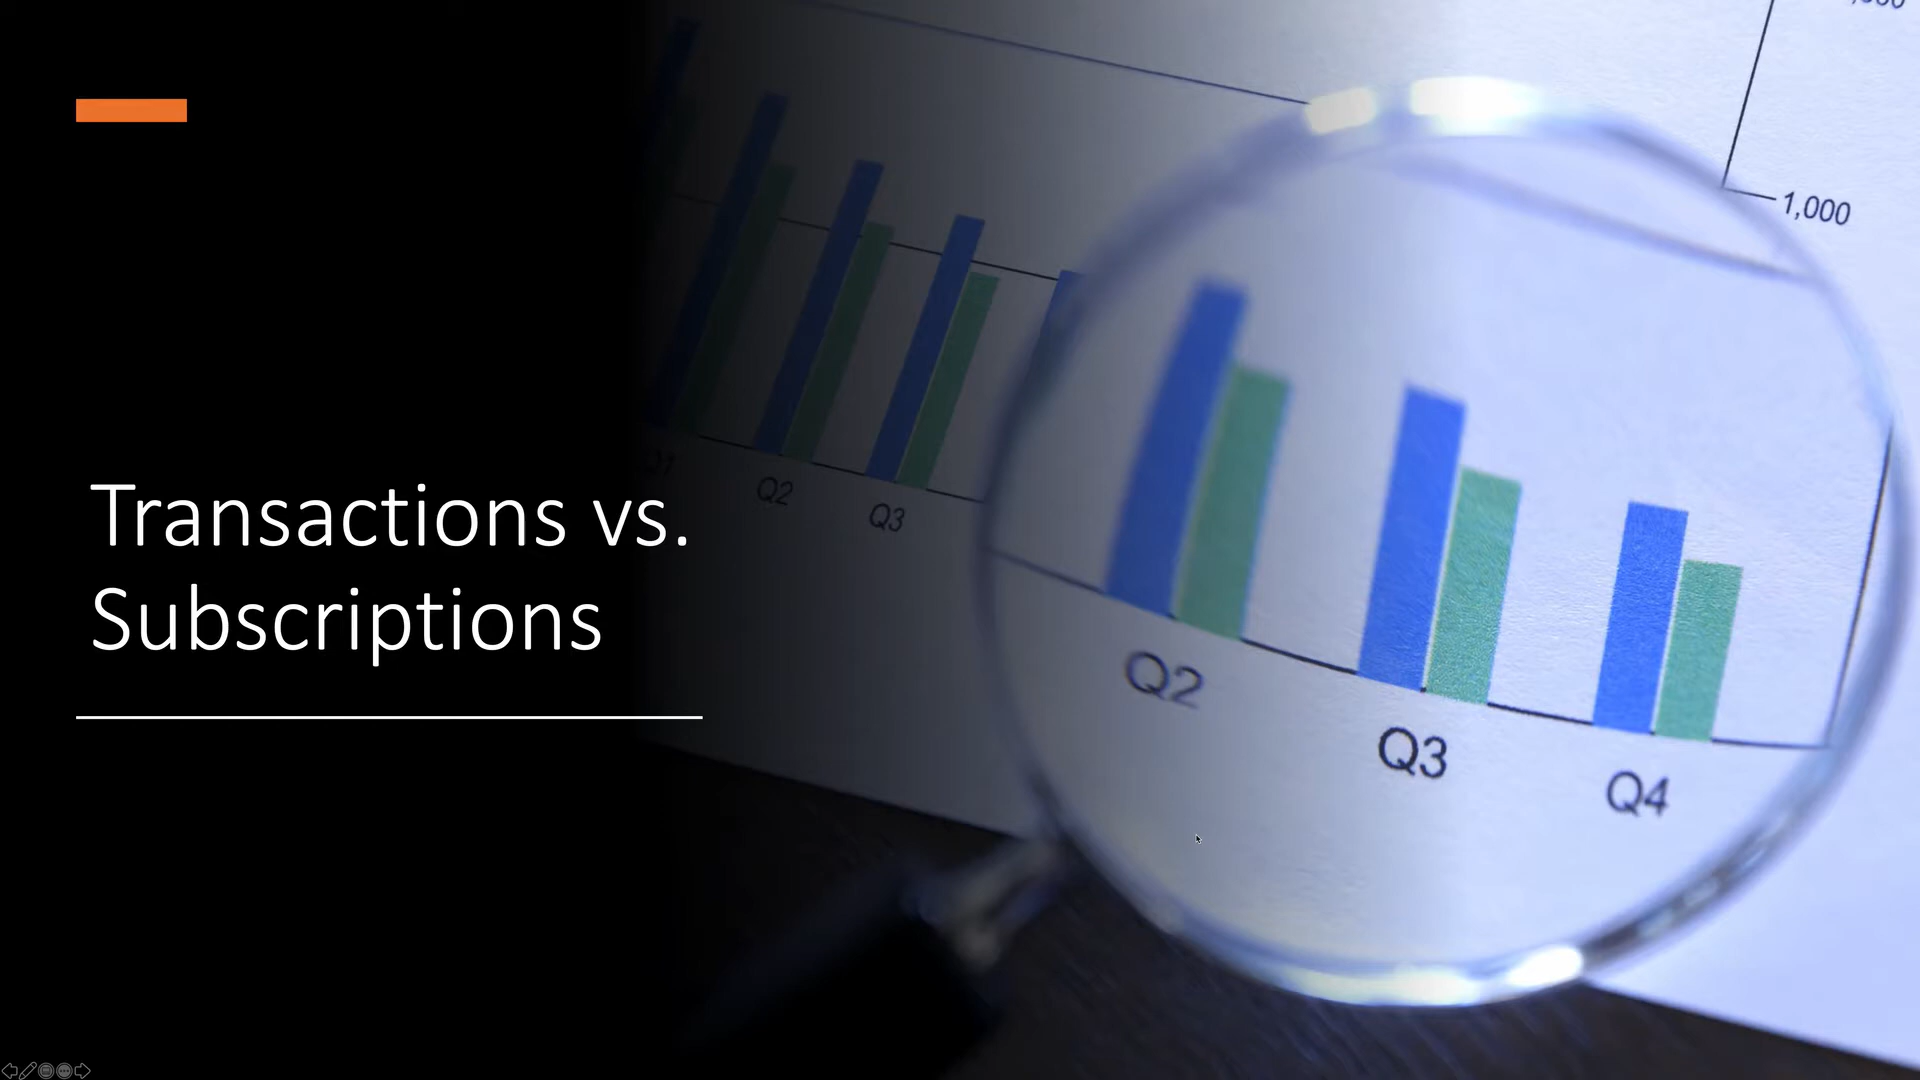 Transactions vs.
Subscriptions
1,000
Q2
Q3
Q2
Q3
Q4